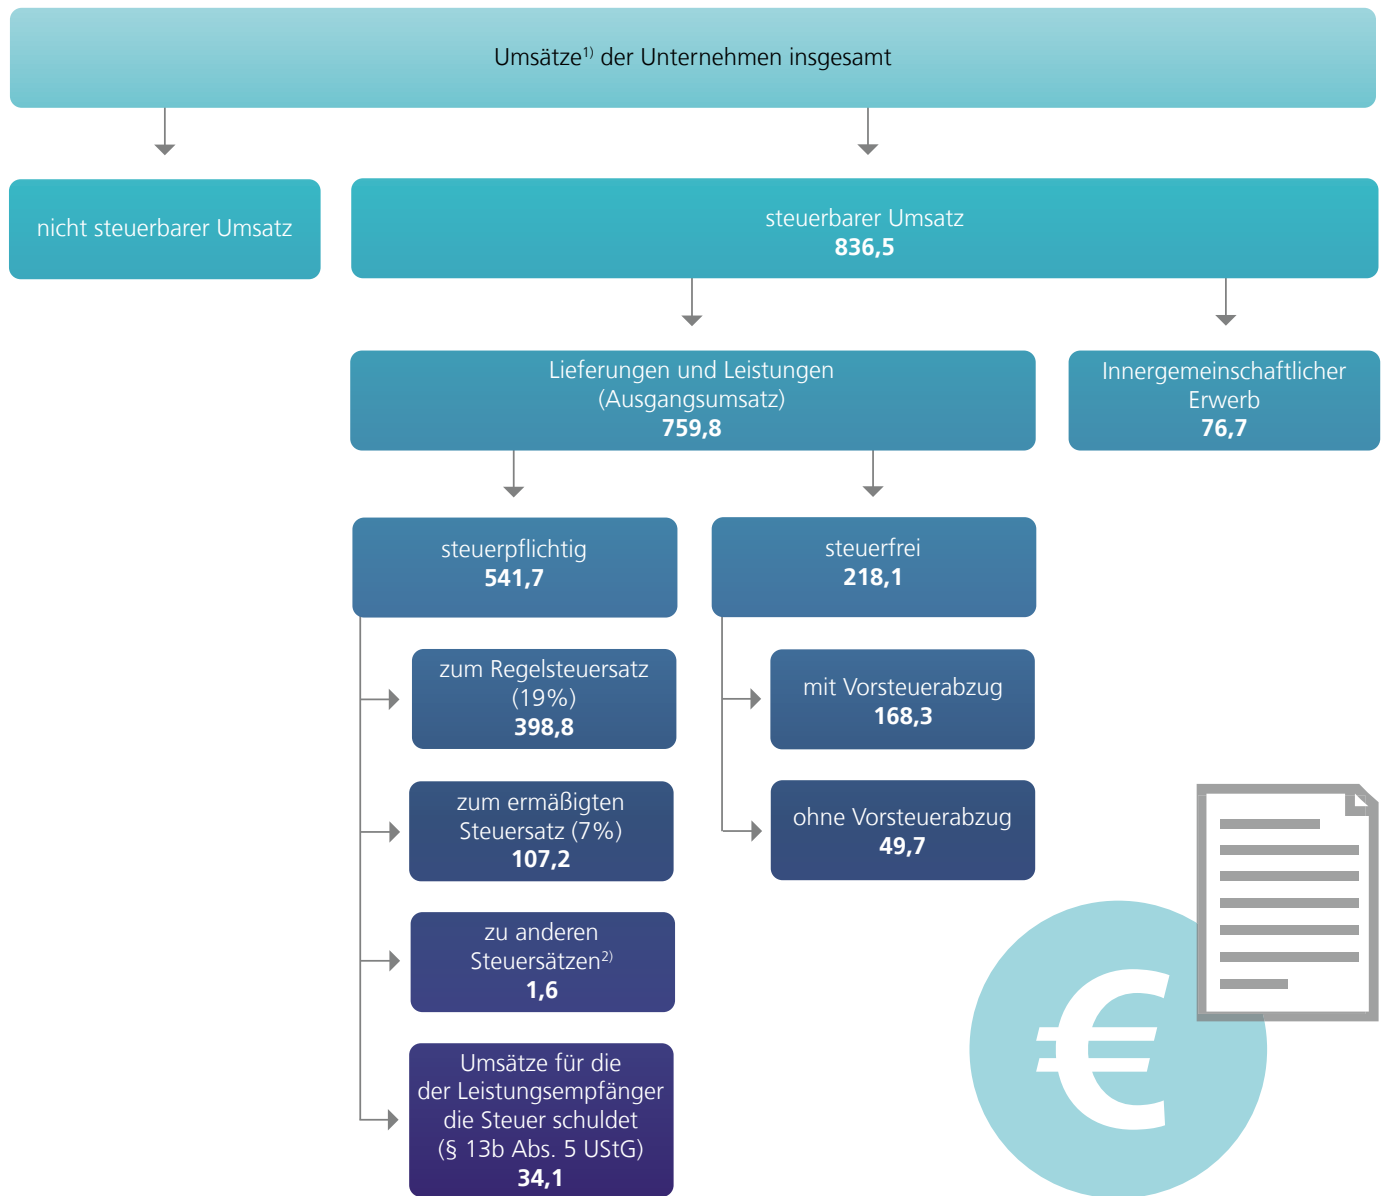 Umsätze¹⁾ der Unternehmen insgesamt
nicht steuerbarer Umsatz
steuerbarer Umsatz
836,5
Lieferungen und Leistungen
(Ausgangsumsatz)
759,8
Innergemeinschaftlicher
Erwerb
76,7
steuerpflichtig
541,7
steuerfrei
218,1
zum Regelsteuersatz
(19%)
398,8
mit Vorsteuerabzug
168,3
zum ermäßigten
Steuersatz (7%)
107,2
ohne Vorsteuerabzug
49,7
zu anderen
Steuersätzen²⁾
1,6
Umsätze für die
der Leistungsempfänger
die Steuer schuldet
(§ 13b Abs. 5 UStG)
34,1
€